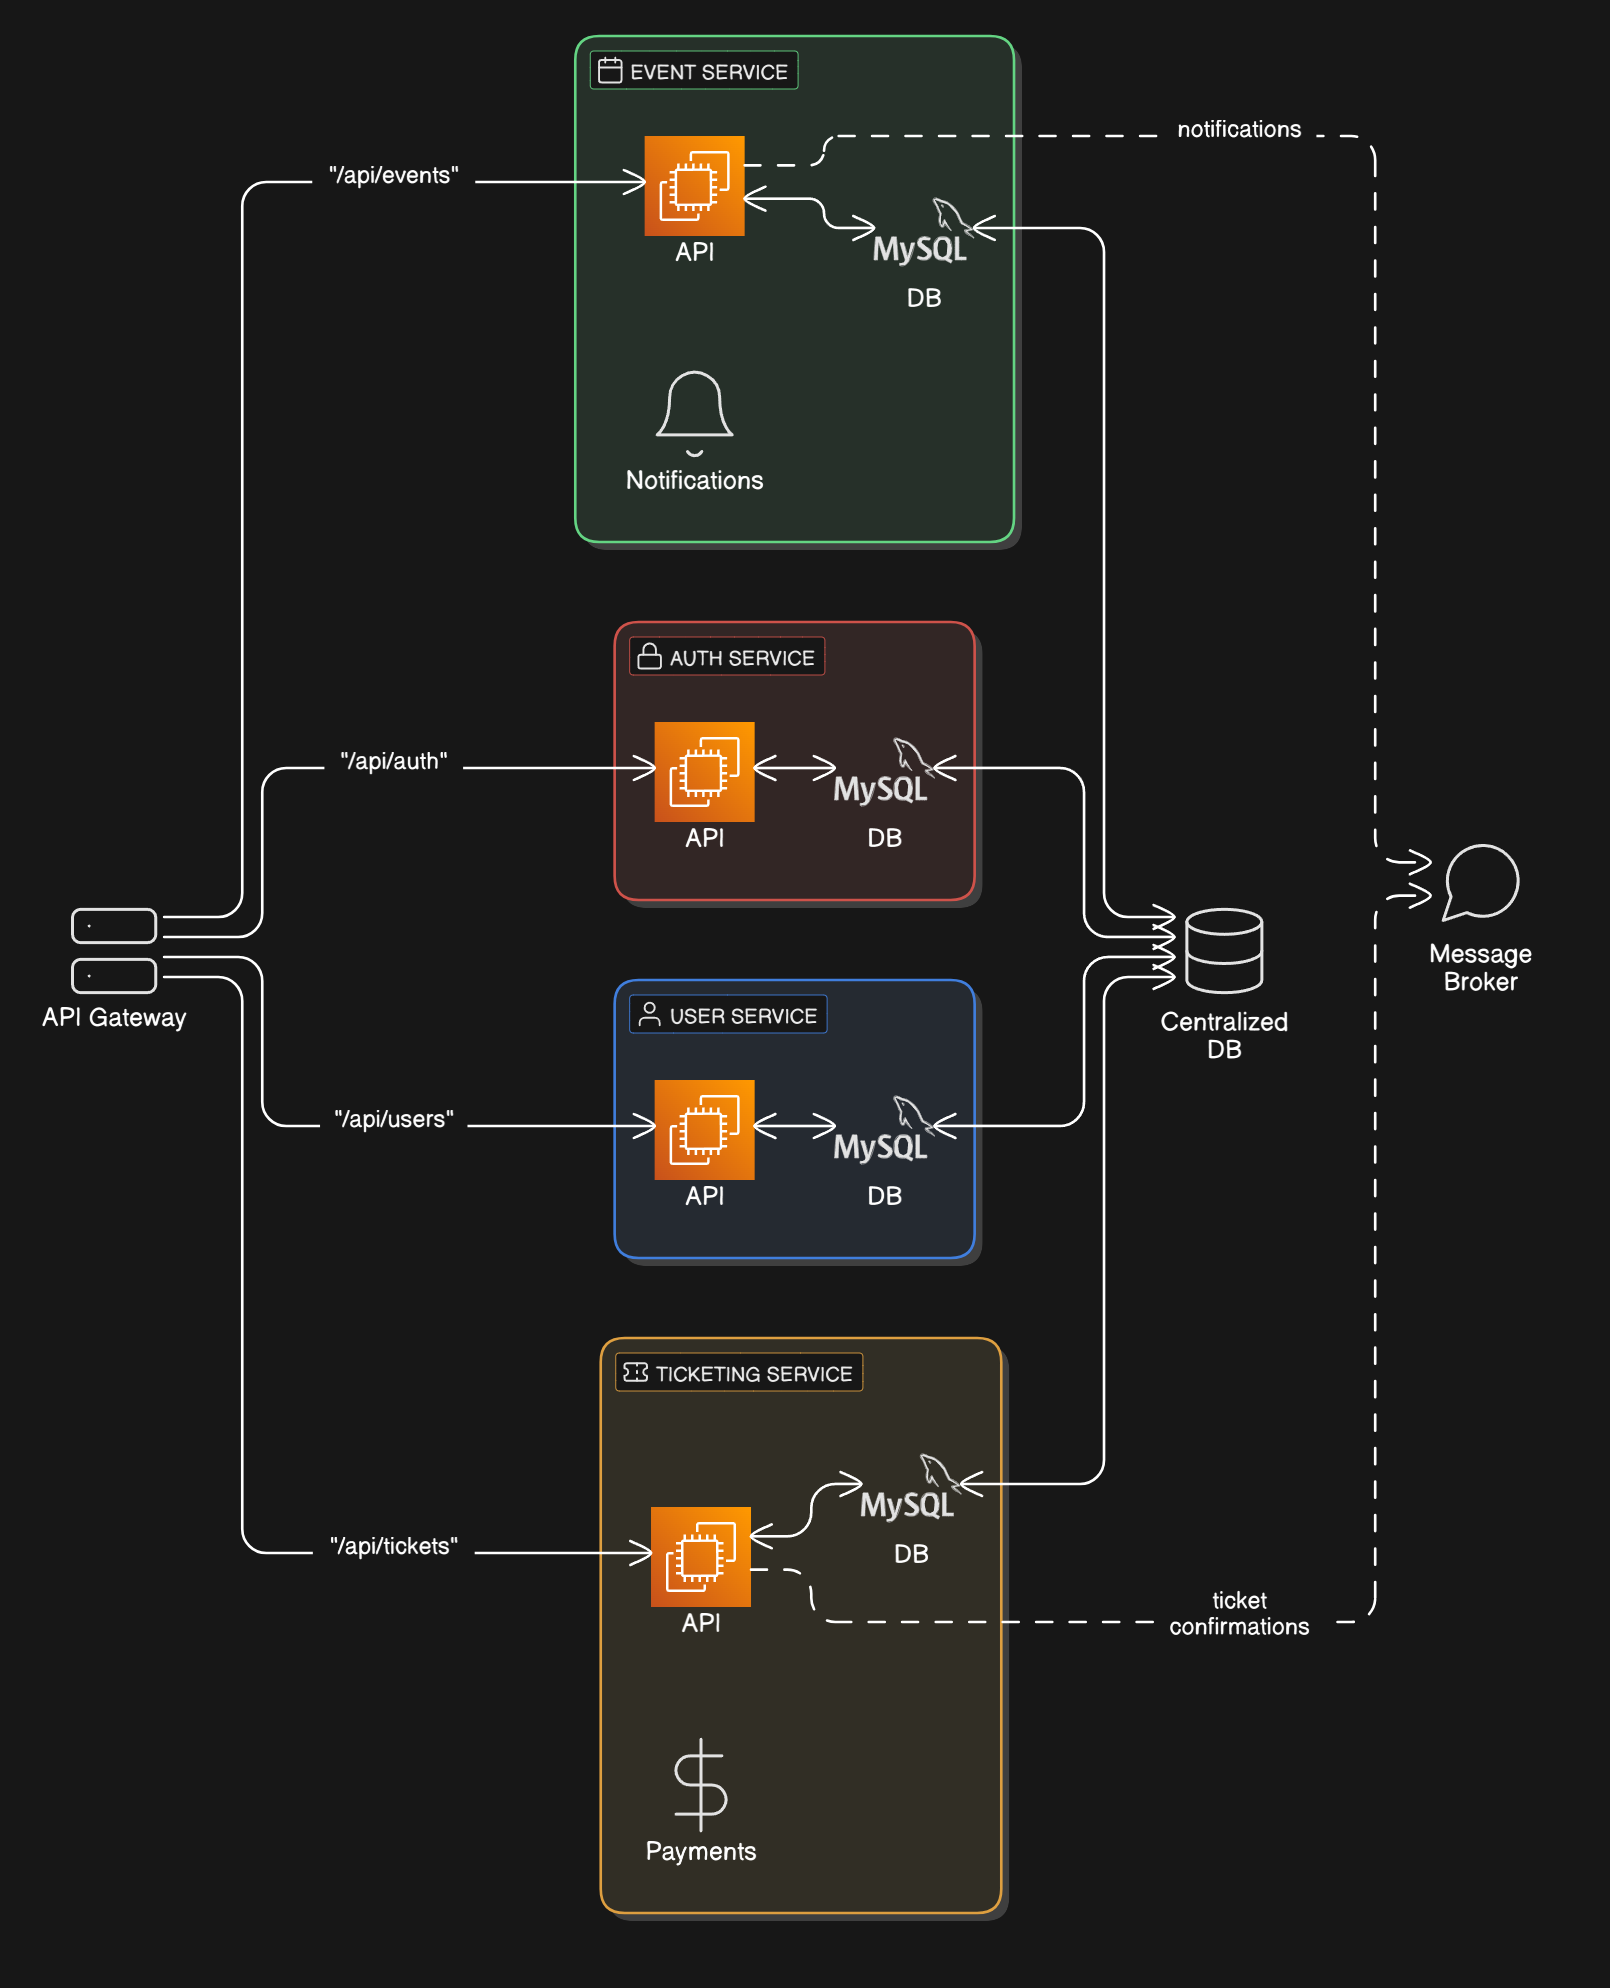 EVENT SERVICE
notifications
"/api/events"
API
MySQL
DB
Notifications
AUTH SERVICE
"/api/auth"
API
MySQL
DB
API Gateway
Message
Broker
Centralized
DB
USER SERVICE
"/api/users"
API
MySQL
DB
TICKETING SERVICE
MySQL
DB
"/api/tickets"
API
ticket
confirmations
Payments